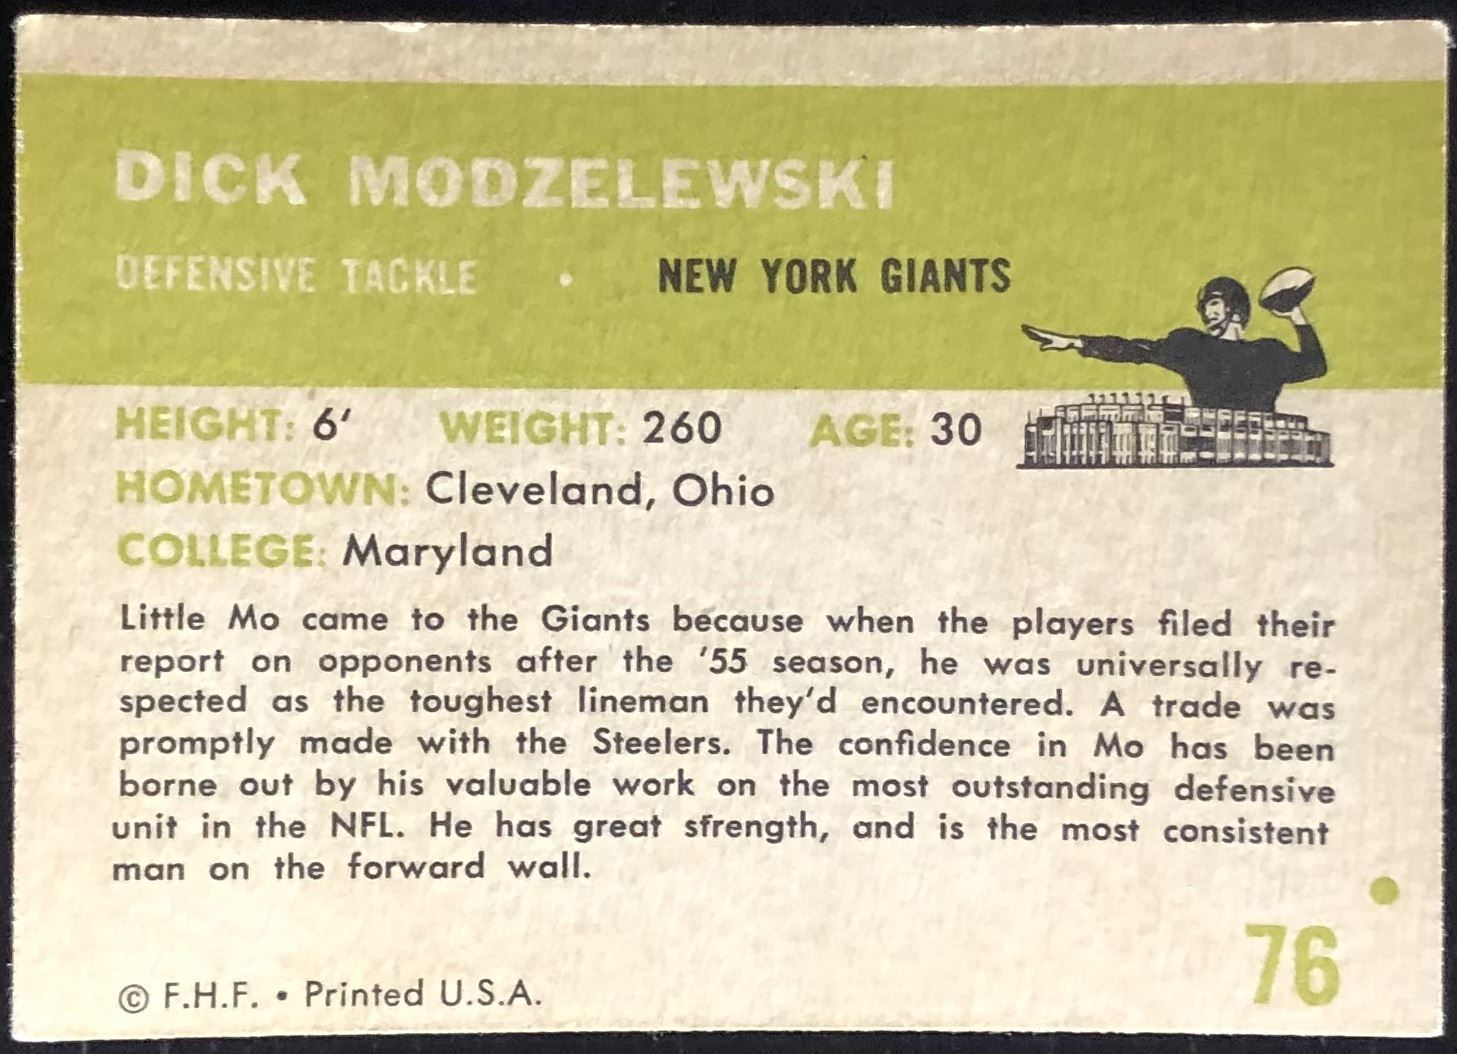 DICK MODZELEWSKI
DEFENSIVE TACKLE • NEW YORK GIANTS
HEIGHT: 6' WEIGHT: 260 AGE: 30
HOMETOWN: Cleveland, Ohio
COLLEGE: Maryland
Little Mo came to the Giants because when the players filed their
report on opponents after the '55 season, he was universally re-
spected as the toughest lineman they'd encountered. A trade was
promptly made with the Steelers. The confidence in Mo has been
borne out by his valuable work on the most outstanding defensive
unit in the NFL. He has great strength, and is the most consistent
man on the forward wall.
76
© F.H.F. • Printed U.S.A.